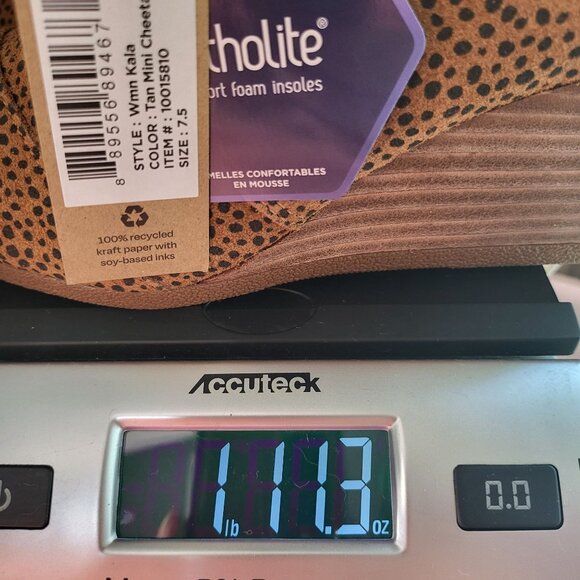 8 89556 89467
STYLE : Wmn Kala
COLOR : Tan Mini Cheeta
ITEM # : 10015810
SIZE : 7.5
100% recycled
kraft paper with
soy-based inks
tholite®
ort foam insoles
MELLES CONFORTABLES
EN MOUSSE
ACCUTECK
1 lb 11.3 oz
0.0